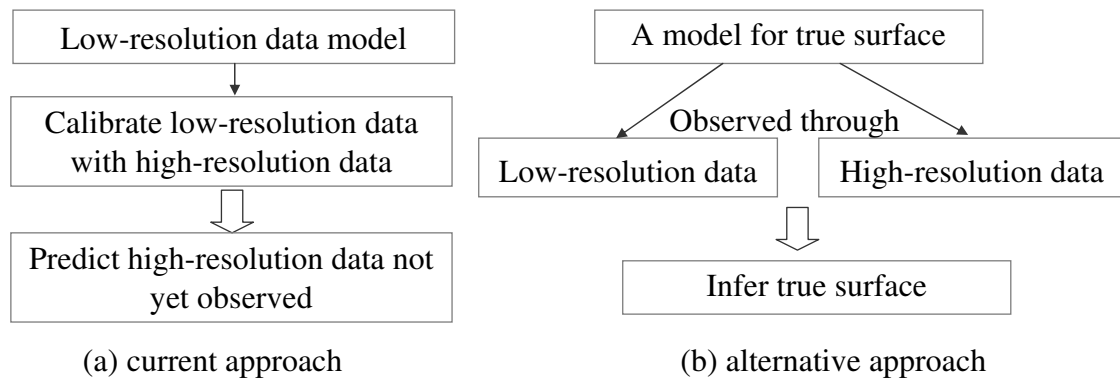 Low-resolution data model
Calibrate low-resolution data
with high-resolution data
Predict high-resolution data not
yet observed
(a) current approach
A model for true surface
Observed through
Low-resolution data
High-resolution data
Infer true surface
(b) alternative approach